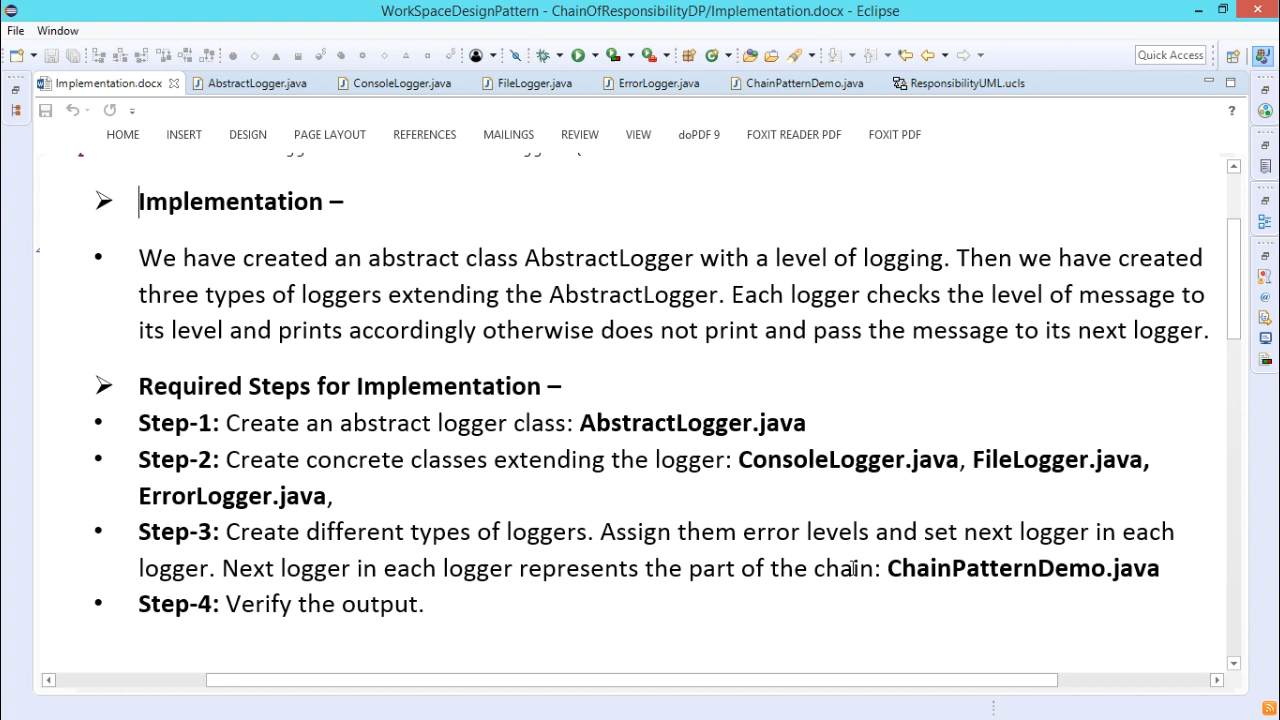 WorkSpaceDesignPattern - ChainOfResponsibilityDP/Implementation.docx - Eclipse
File Window
Quick Access
Implementation.docx AbstractLogger.java ConsoleLogger.java FileLogger.java ErrorLogger.java ChainPatternDemo.java ResponsibilityUML.ucls
?
HOME INSERT DESIGN PAGE LAYOUT REFERENCES MAILINGS REVIEW VIEW doPDF 9 FOXIT READER PDF FOXIT PDF
➢ Implementation –
• We have created an abstract class AbstractLogger with a level of logging. Then we have created
three types of loggers extending the AbstractLogger. Each logger checks the level of message to
its level and prints accordingly otherwise does not print and pass the message to its next logger.
➢ Required Steps for Implementation –
• Step-1: Create an abstract logger class: AbstractLogger.java
• Step-2: Create concrete classes extending the logger: ConsoleLogger.java, FileLogger.java,
ErrorLogger.java,
• Step-3: Create different types of loggers. Assign them error levels and set next logger in each
logger. Next logger in each logger represents the part of the chain: ChainPatternDemo.java
• Step-4: Verify the output.